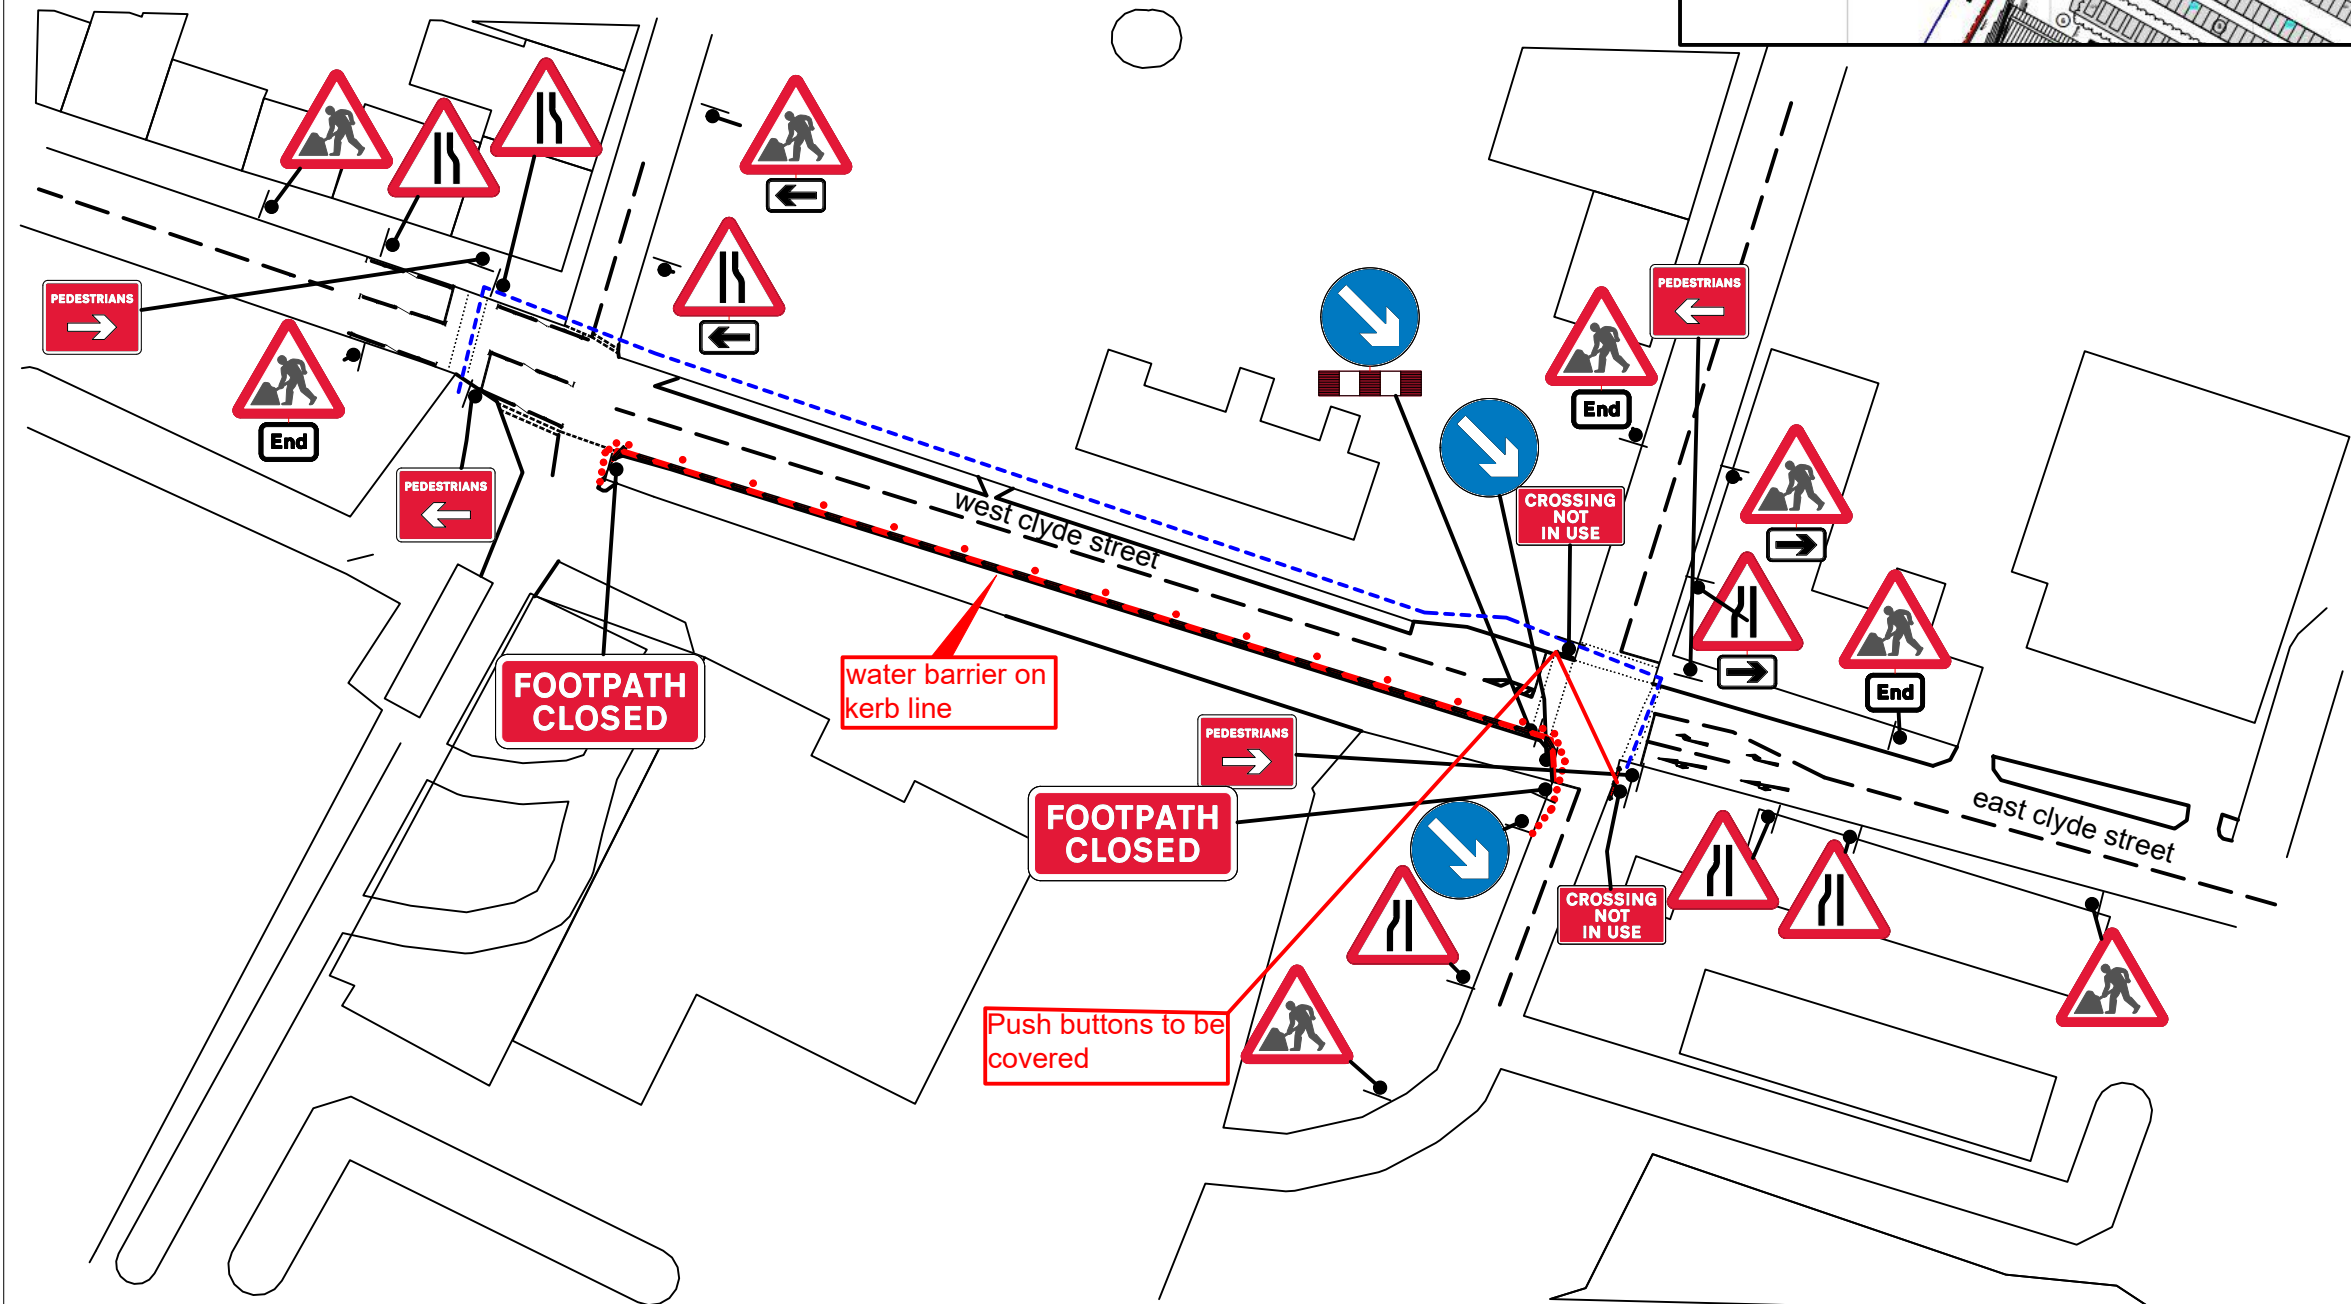 PEDESTRIANS
End
PEDESTRIANS
FOOTPATH
CLOSED
water barrier on
kerb line
west clyde street
CROSSING
NOT
IN USE
End
PEDESTRIANS
End
PEDESTRIANS
FOOTPATH
CLOSED
Push buttons to be
covered
CROSSING
NOT
IN USE
east clyde street